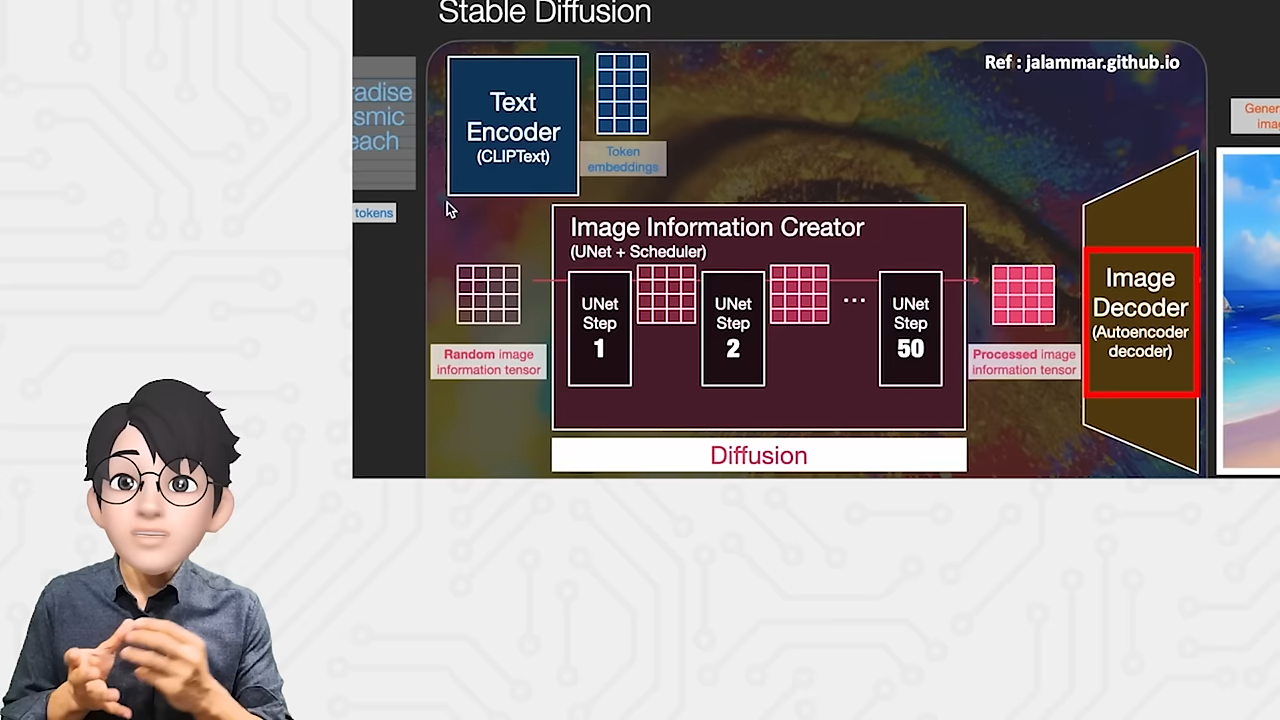 Stable Diffusion
Ref : jalammar.github.io
Text
Encoder
(CLIPText)
Token
embeddings
tokens
Image Information Creator
(UNet + Scheduler)
UNet
Step
1
UNet
Step
2
...
UNet
Step
50
Random image
information tensor
Processed image
information tensor
Image
Decoder
(Autoencoder
decoder)
Diffusion